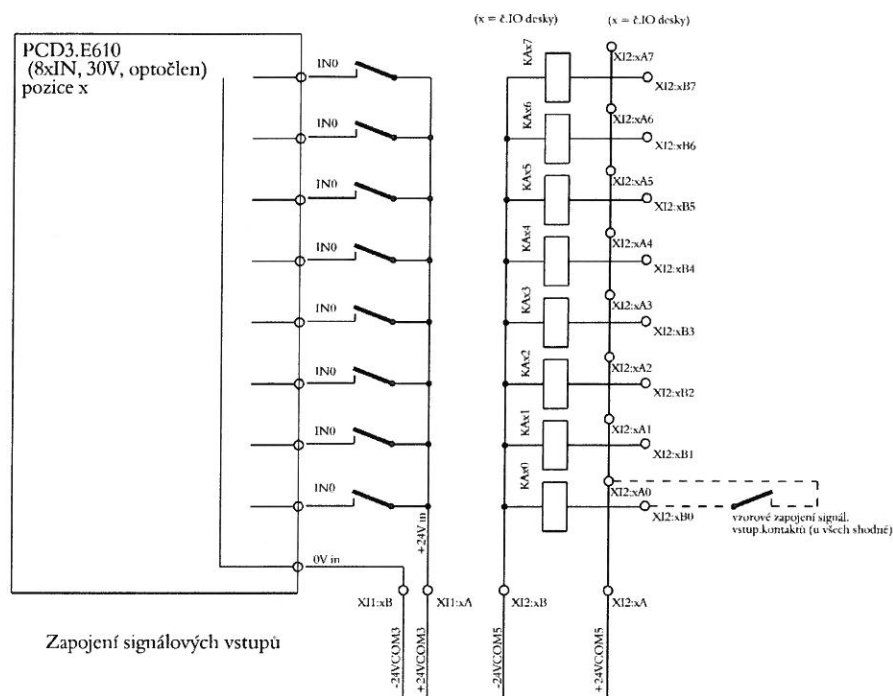 (x = č.IO desky)
(x = č.IO desky)
PCD3.E610
(8xIN, 30V, optočlen)
pozice x
IN0
KAx7
XI2:xA7
XI2:xB7
IN0
KAx6
XI2:xA6
XI2:xB6
IN0
KAx5
XI2:xA5
XI2:xB5
IN0
KAx4
XI2:xA4
XI2:xB4
IN0
KAx3
XI2:xA3
XI2:xB3
IN0
KAx2
XI2:xA2
XI2:xB2
IN0
KAx1
XI2:xA1
XI2:xB1
IN0
KAx0
XI2:xA0
XI2:xB0
vzorové zapojení signál.
vstup.kontaktů (u všech shodné)
+24V in
0V in
XI1:xB
XI1:xA
XI2:xB
XI2:xA
-24VCOM3
+24VCOM3
-24VCOM5
+24VCOM5
Zapojení signálových vstupů